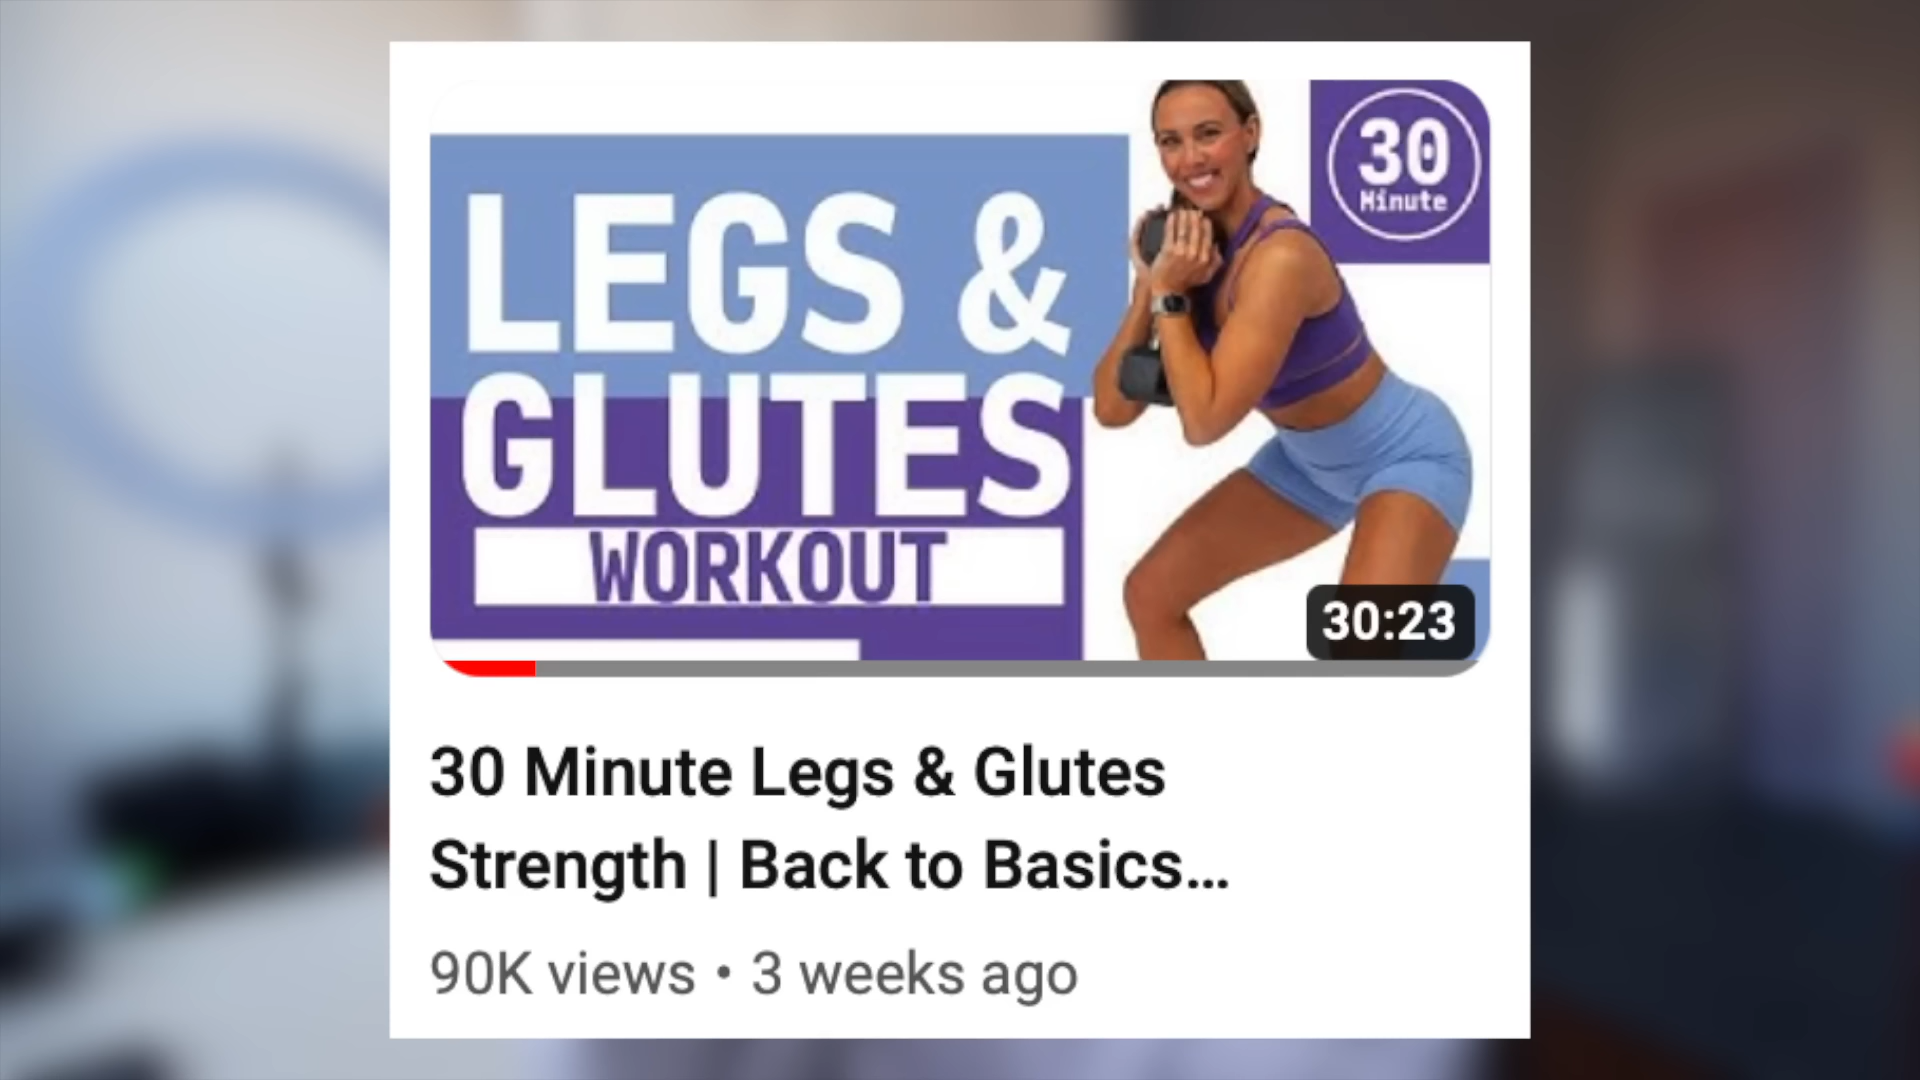 LEGS &
GLUTES
WORKOUT
30
Minute
30:23
30 Minute Legs & Glutes
Strength | Back to Basics...
90K views • 3 weeks ago